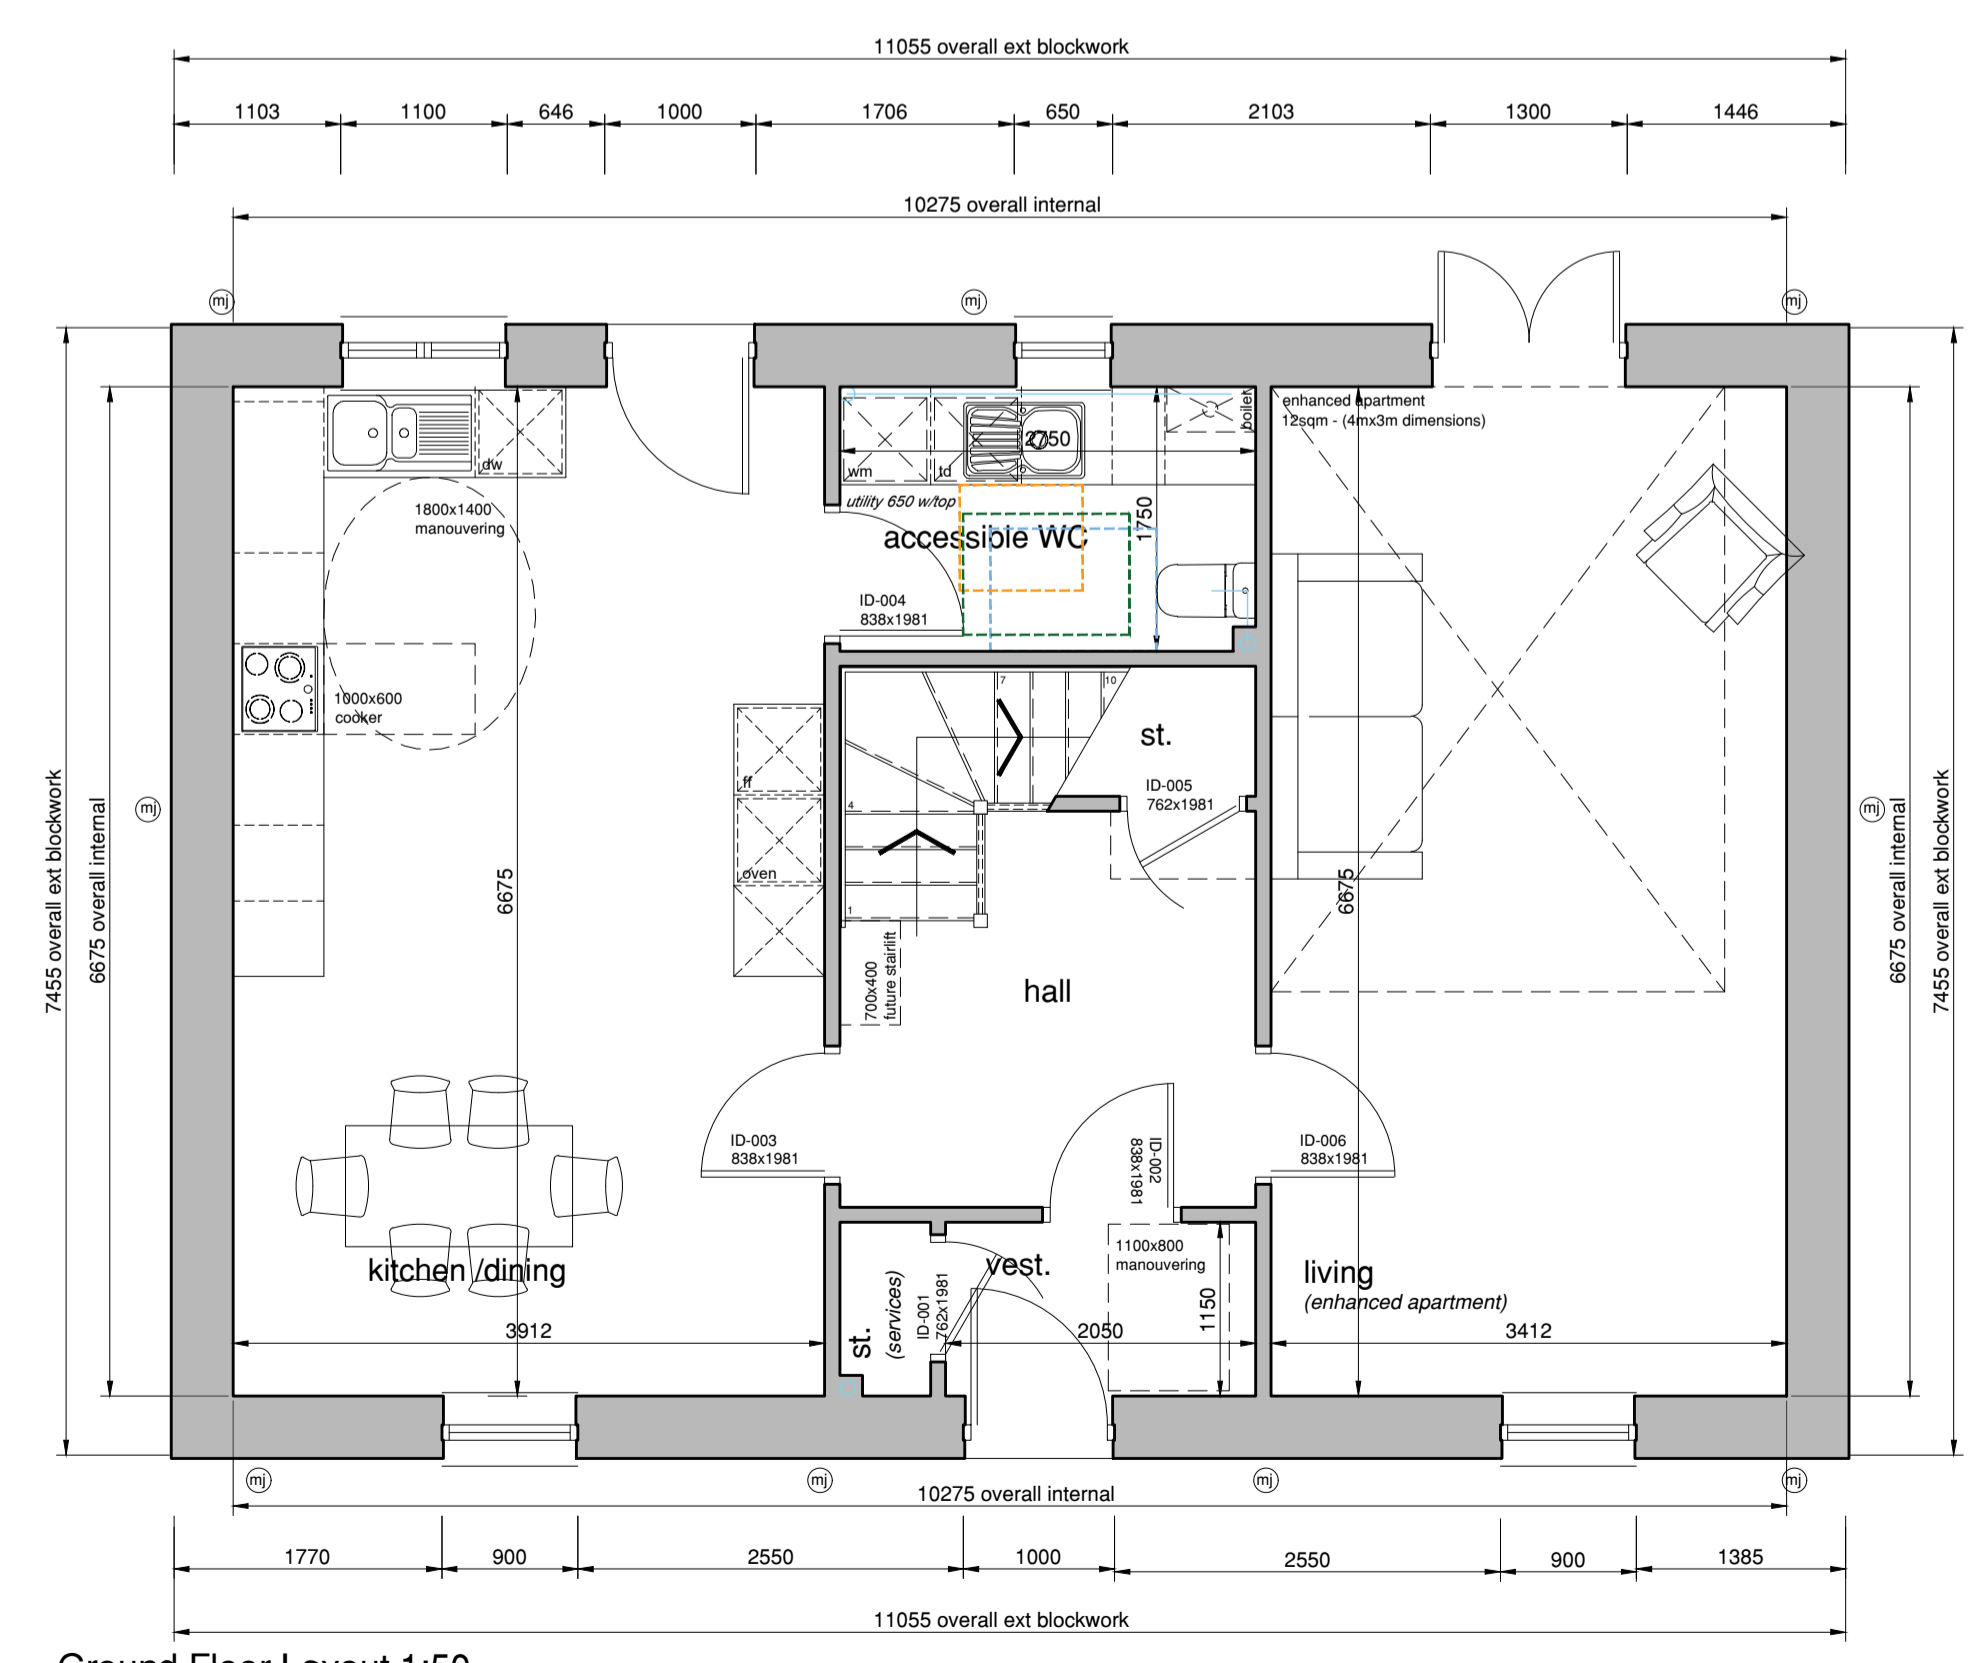 11055 overall ext blockwork
1103 1100 646 1000 1706 650 2103 1300 1446
10275 overall internal
mj mj mj
enhanced apartment
12sqm - (4mx3m dimensions)
boiler
dw
2750
wm td
utility 650 w/top
1800x1400
manouvering
accessible WC
1750
ID-004
838x1981
1000x600
cooker
7 10
st.
ID-005
762x1981
ff
4
oven
1
mj
mj
7455 overall ext blockwork
6675 overall internal
6675
6675
6675 overall internal
7455 overall ext blockwork
700x400
future stairlift
hall
ID-003
838x1981
ID-002
838x1981
ID-006
838x1981
kitchen /dining
st.
(services)
ID-001
762x1981
vest.
1100x800
manouvering
1150
living
(enhanced apartment)
3912
2050
3412
mj mj mj mj
10275 overall internal
1770 900 2550 1000 2550 900 1385
11055 overall ext blockwork
Ground Floor Layout 1:50